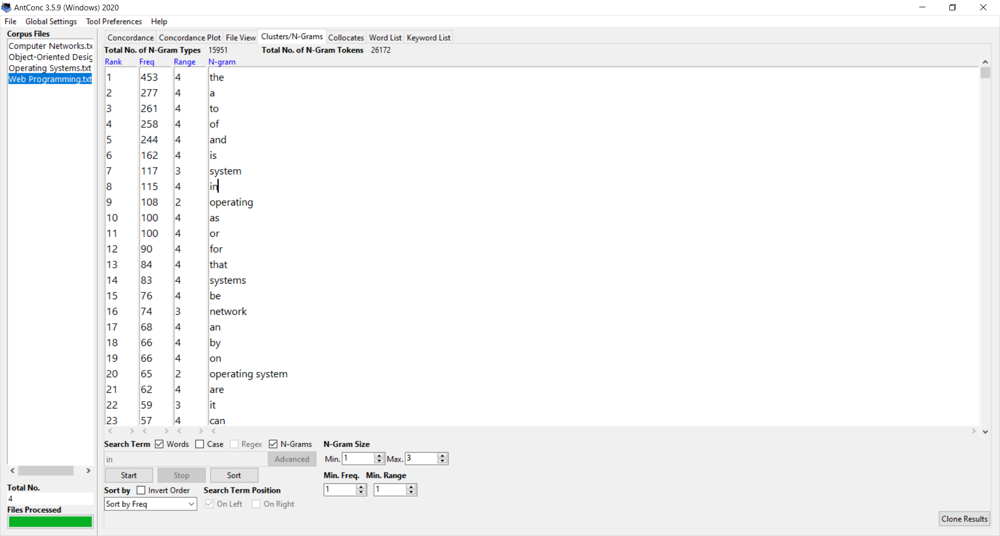 AntConc 3.5.9 (Windows) 2020
File Global Settings Tool Preferences Help
Corpus Files
Computer Networks.tx
Object-Oriented Desig
Operating Systems.txt
Web Programming.txt
Concordance Concordance Plot File View Clusters/N-Grams Collocates Word List Keyword List
Total No. of N-Gram Types 15951 Total No. of N-Gram Tokens 26172
Rank Freq Range N-gram
1 453 4 the
2 277 4 a
3 261 4 to
4 258 4 of
5 244 4 and
6 162 4 is
7 117 3 system
8 115 4 in
9 108 2 operating
10 100 4 as
11 100 4 or
12 90 4 for
13 84 4 that
14 83 4 systems
15 76 4 be
16 74 3 network
17 68 4 an
18 66 4 by
19 66 4 on
20 65 2 operating system
21 62 4 are
22 59 3 it
23 57 4 can
Search Term Words Case Regex N-Grams N-Gram Size
in Advanced Min. 1 Max. 3
Start Stop Sort Min. Freq. Min. Range
Sort by Invert Order Search Term Position 1 1
Sort by Freq On Left On Right
Total No.
4
Files Processed
Clone Results